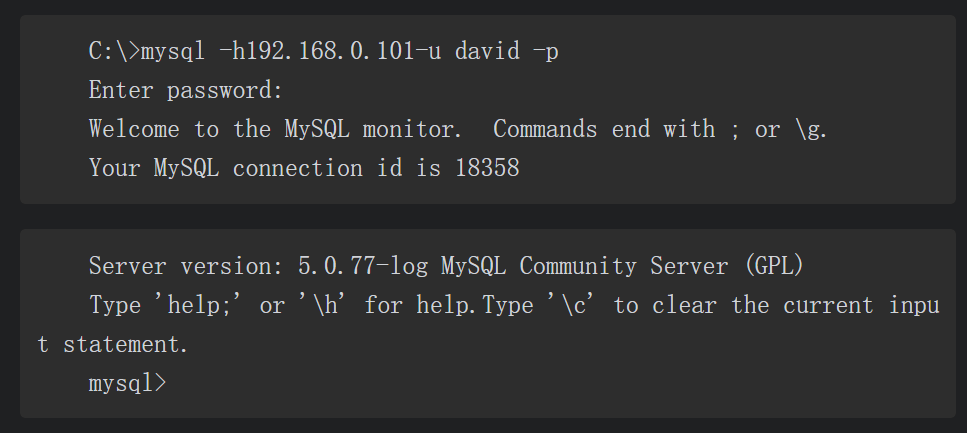 C:\>mysql -h192.168.0.101-u david -p
Enter password:
Welcome to the MySQL monitor.  Commands end with ; or \g.
Your MySQL connection id is 18358
Server version: 5.0.77-log MySQL Community Server (GPL)
Type 'help;' or '\h' for help.Type '\c' to clear the current inpu
t statement.
mysql>